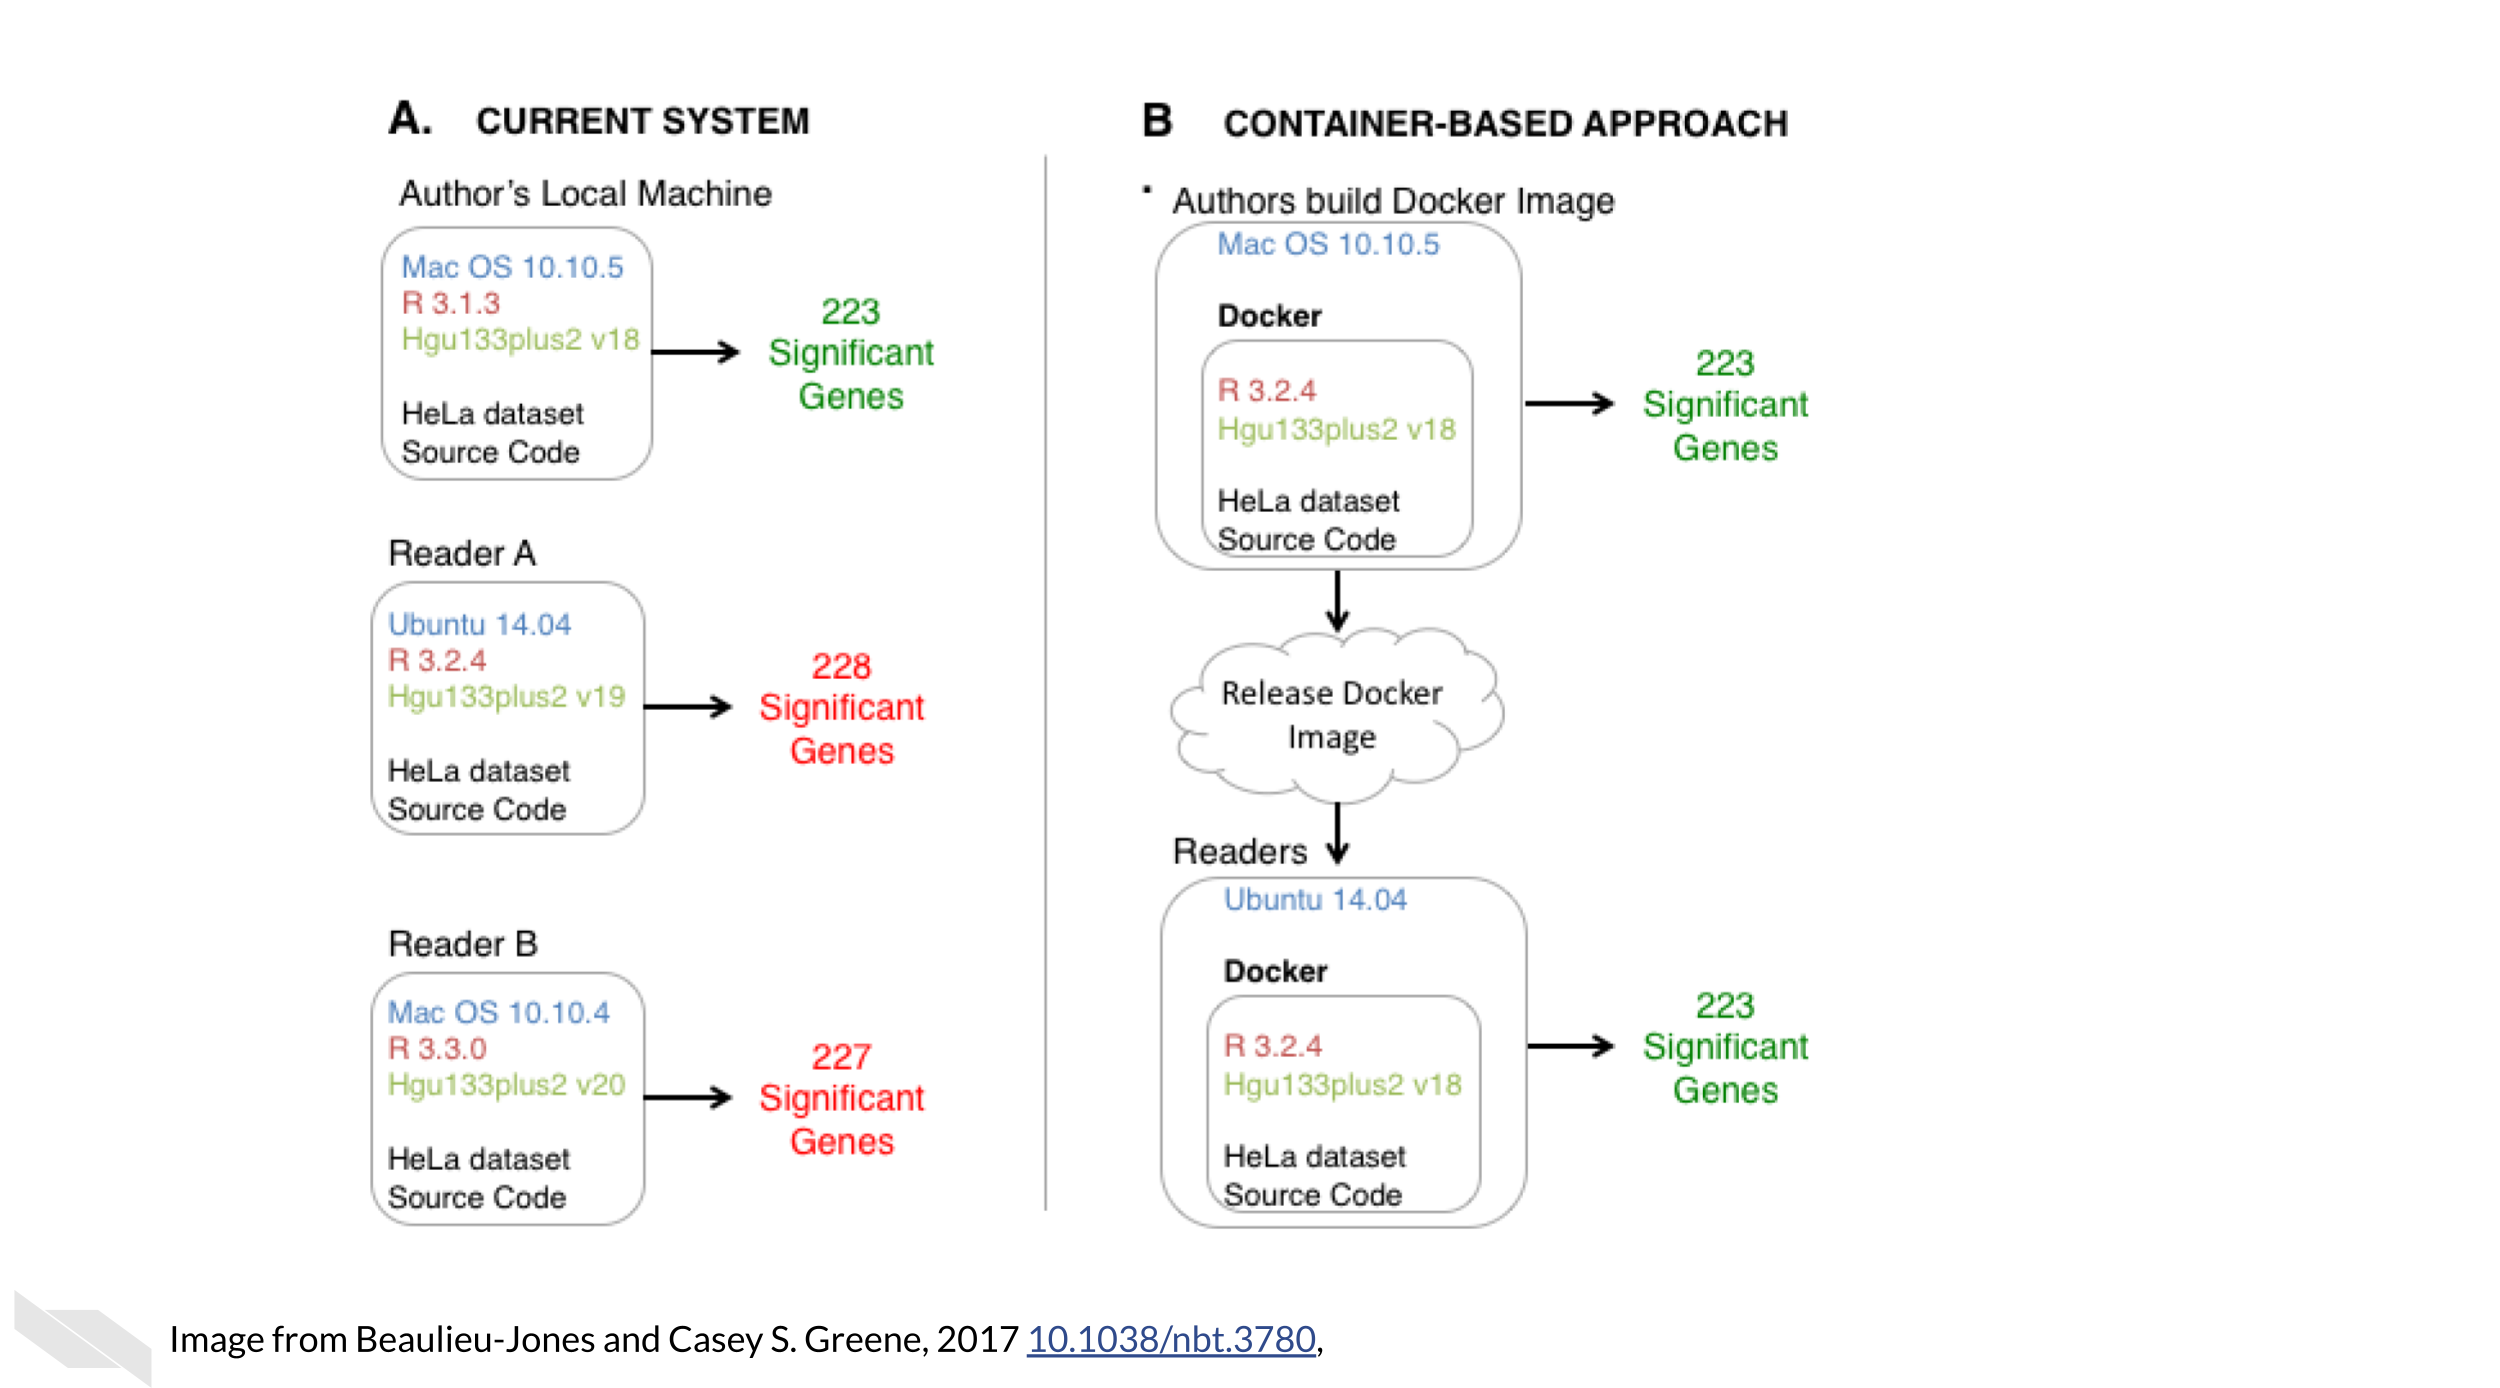 A. CURRENT SYSTEM
Author's Local Machine
Mac OS 10.10.5
R 3.1.3
Hgu133plus2 v18
HeLa dataset
Source Code
223
Significant
Genes
Reader A
Ubuntu 14.04
R 3.2.4
Hgu133plus2 v19
HeLa dataset
Source Code
228
Significant
Genes
Reader B
Mac OS 10.10.4
R 3.3.0
Hgu133plus2 v20
HeLa dataset
Source Code
227
Significant
Genes
B CONTAINER-BASED APPROACH
Authors build Docker Image
Mac OS 10.10.5
Docker
R 3.2.4
Hgu133plus2 v18
HeLa dataset
Source Code
223
Significant
Genes
Release Docker
Image
Readers
Ubuntu 14.04
Docker
R 3.2.4
Hgu133plus2 v18
HeLa dataset
Source Code
223
Significant
Genes
Image from Beaulieu-Jones and Casey S. Greene, 2017 10.1038/nbt.3780,